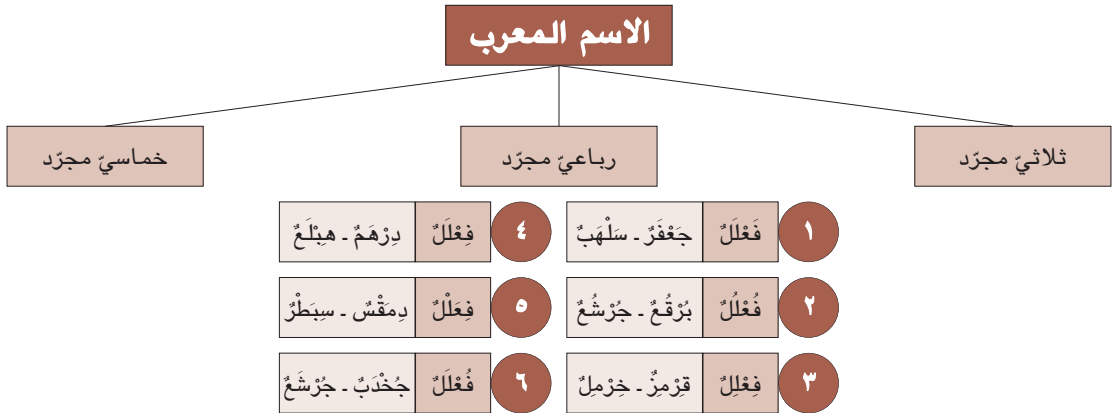 الاسم المعرب
ثلاثيّ مجرّد
رباعيّ مجرّد
خماسيّ مجرّد
١ فَعْلَلٌ جَعْفَرٌ ـ سَلْهَبٌ
٤ فِعْلَلٌ دِرْهَمٌ ـ هِبْلَعٌ
٢ فُعْلُلٌ بُرْقُعٌ ـ جُرْشُعٌ
٥ فِعَلْلٌ دِمَقْسٌ ـ سِبَطْرٌ
٣ فِعْلِلٌ قِرْمِزٌ ـ خِرْمِلٌ
٦ فُعْلَلٌ جُخْدَبٌ ـ جُرْشَعٌ